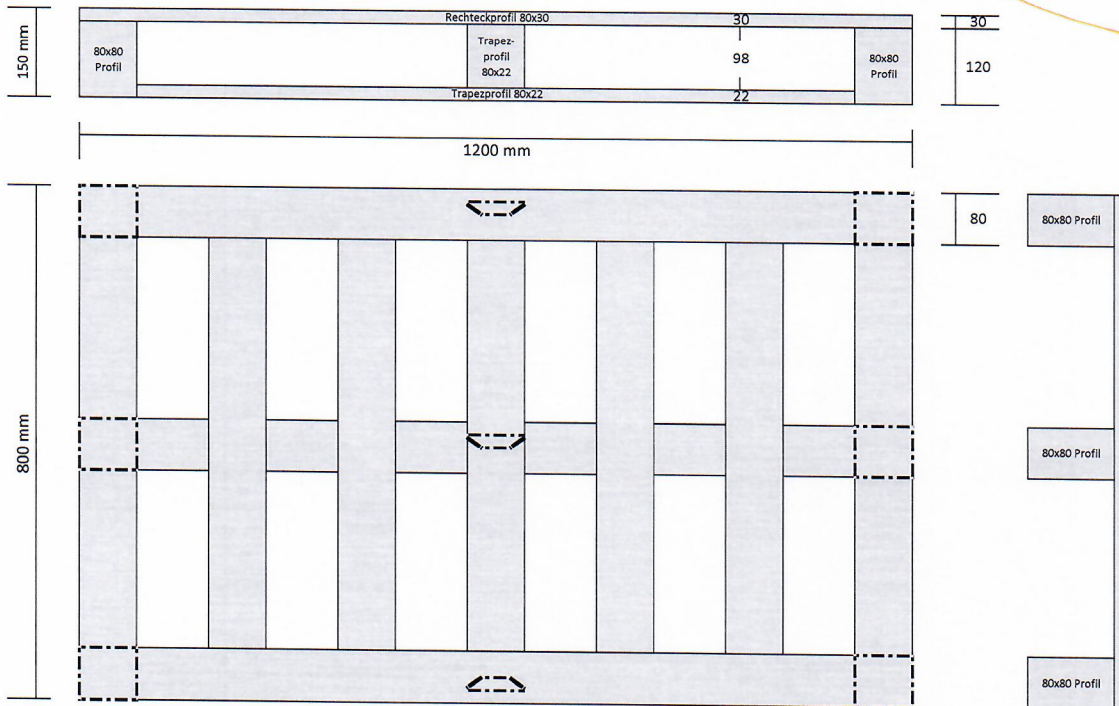 150 mm
Rechteckprofil 80x30
30
30
80x80
Profil
Trapez-
profil
80x22
98
80x80
Profil
120
Trapezprofil 80x22
22
1200 mm
800 mm
80
80x80 Profil
80x80 Profil
80x80 Profil